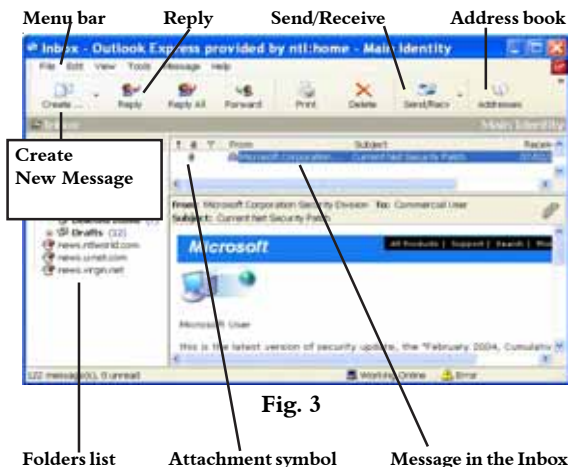 Menu bar Reply Send/Receive Address book
Inbox - Outlook Express provided by ntl:home - Main Identity
File Edit View Tools Message Help
Create ... Reply Reply All Forward Print Delete Send/Recv Addresses
Inbox Main Identity
Create
New Message
From Subject
Microsoft Corporation Current Net Security Patch
From: Microsoft Corporation Security Division To: Commercial User
Subject: Current Net Security Patch
Drafts (12)
news.ntlworld.com
news.u-net.com
news.virgin.net
Microsoft
All Products | Support | Search |
Microsoft User
this is the latest version of security update, the "February 2004, Cumulativ
122 message(s), 0 unread Working Online Error
Fig. 3
Folders list Attachment symbol Message in the Inbox